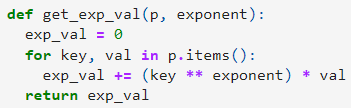 def get_exp_val(p, exponent):
  exp_val = 0
  for key, val in p.items():
    exp_val += (key ** exponent) * val
  return exp_val